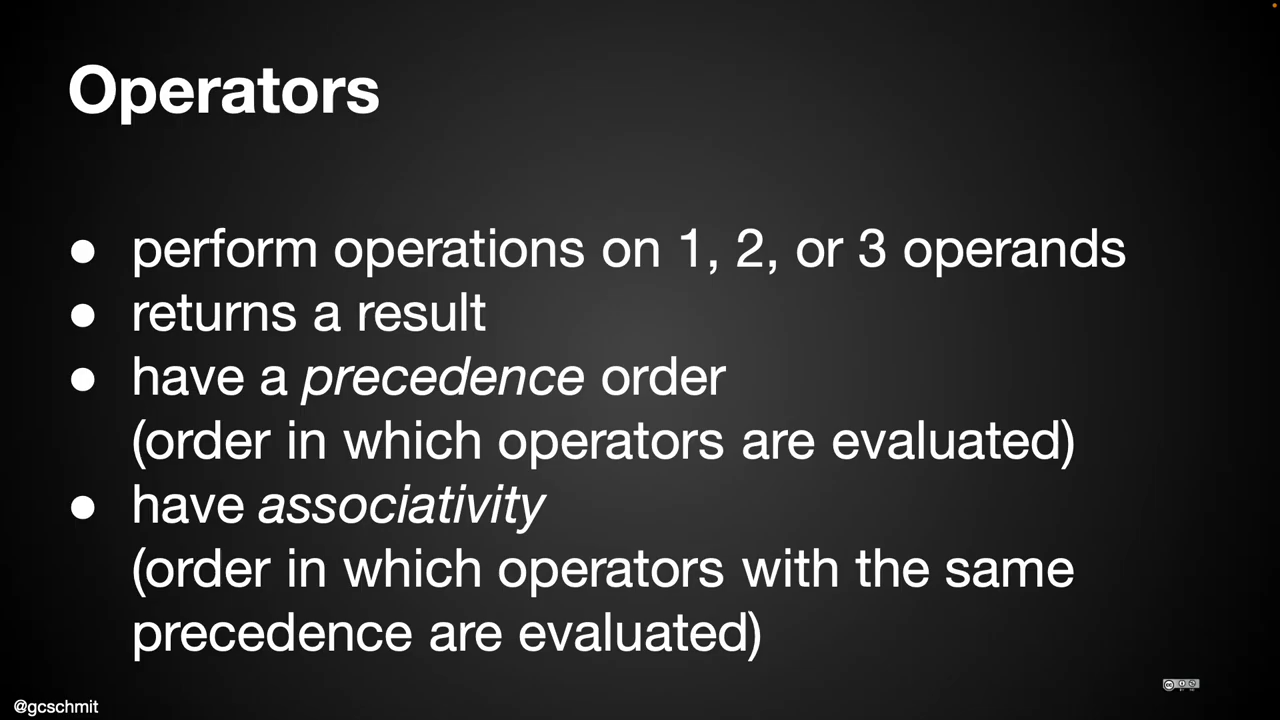 Operators
● perform operations on 1, 2, or 3 operands
● returns a result
● have a precedence order
(order in which operators are evaluated)
● have associativity
(order in which operators with the same
precedence are evaluated)
@gcschmit